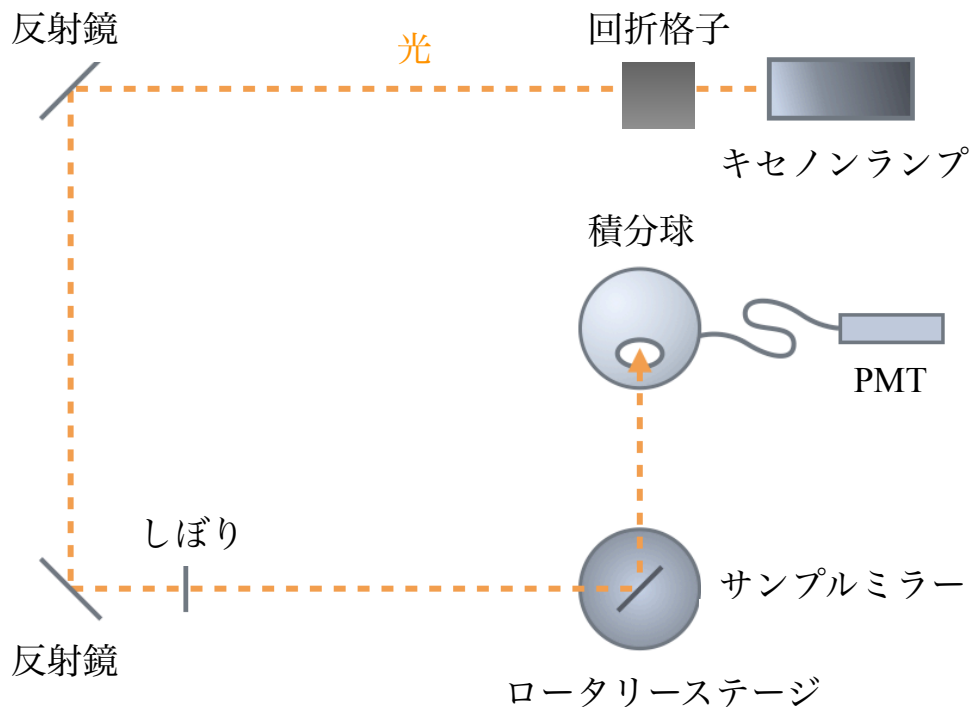 反射鏡
光
回折格子
キセノンランプ
積分球
PMT
しぼり
サンプルミラー
反射鏡
ロータリーステージ